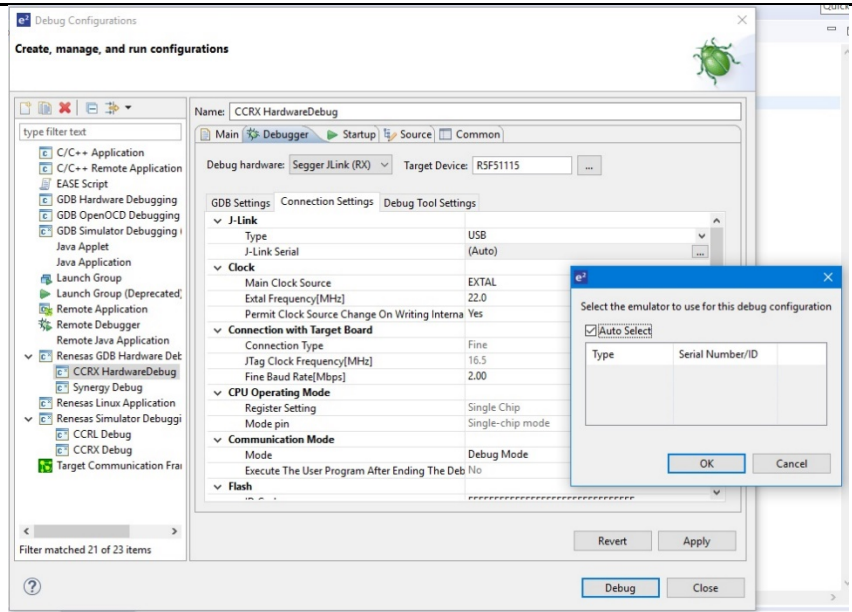 Debug Configurations
Create, manage, and run configurations
type filter text
C/C++ Application
C/C++ Remote Application
EASE Script
GDB Hardware Debugging
GDB OpenOCD Debugging
GDB Simulator Debugging
Java Applet
Java Application
Launch Group
Launch Group (Deprecated)
Remote Application
Remote Debugger
Remote Java Application
Renesas GDB Hardware Deb
CCRX HardwareDebug
Synergy Debug
Renesas Linux Application
Renesas Simulator Debuggi
CCRL Debug
CCRX Debug
Target Communication Fra
Filter matched 21 of 23 items
Name: CCRX HardwareDebug
Main Debugger Startup Source Common
Debug hardware: Segger JLink (RX) Target Device: R5F51115 ...
GDB Settings Connection Settings Debug Tool Settings
J-Link
Type USB
J-Link Serial (Auto) ...
Clock
Main Clock Source EXTAL
Extal Frequency[MHz] 22.0
Permit Clock Source Change On Writing Interna Yes
Connection with Target Board
Connection Type Fine
JTag Clock Frequency[MHz] 16.5
Fine Baud Rate[Mbps] 2.00
CPU Operating Mode
Register Setting Single Chip
Mode pin Single-chip mode
Communication Mode
Mode Debug Mode
Execute The User Program After Ending The Deb No
Flash
Revert Apply
Debug Close
e²
Select the emulator to use for this debug configuration
Auto Select
Type Serial Number/ID
OK Cancel
Quick